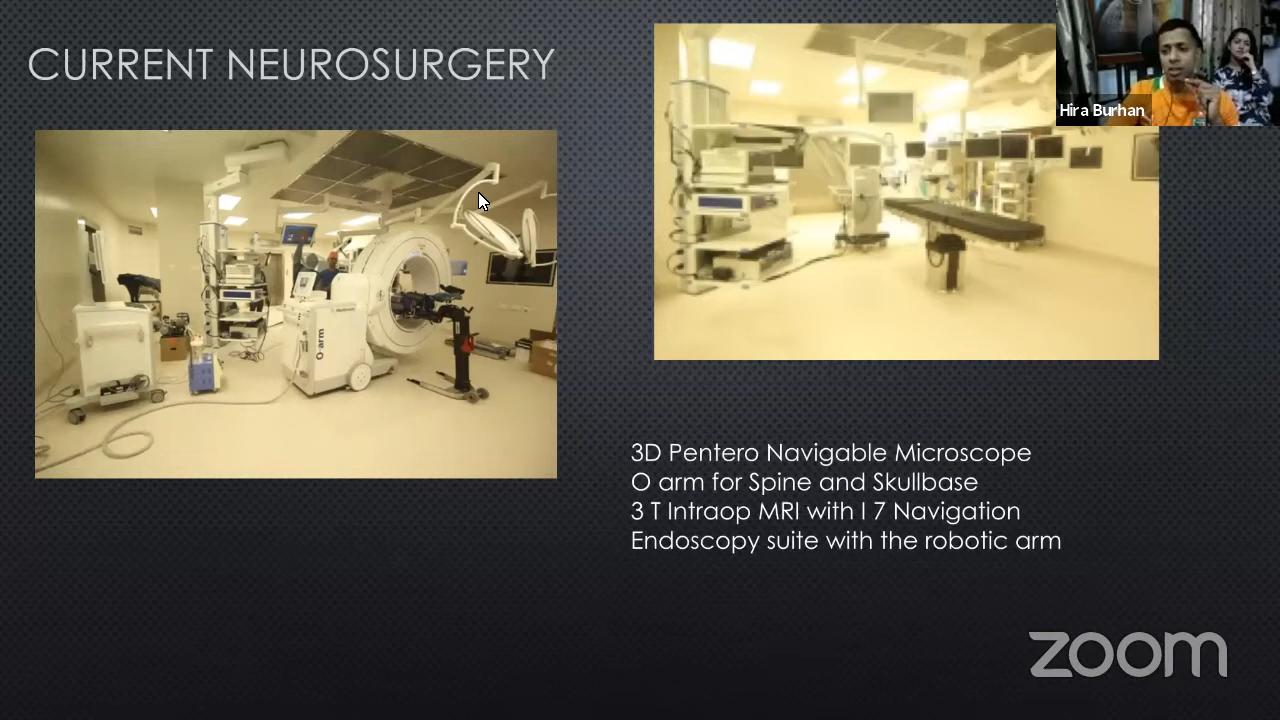 CURRENT NEUROSURGERY
Hira Burhan
O-arm
3D Pentero Navigable Microscope
O arm for Spine and Skullbase
3 T Intraop MRI with I 7 Navigation
Endoscopy suite with the robotic arm
zoom